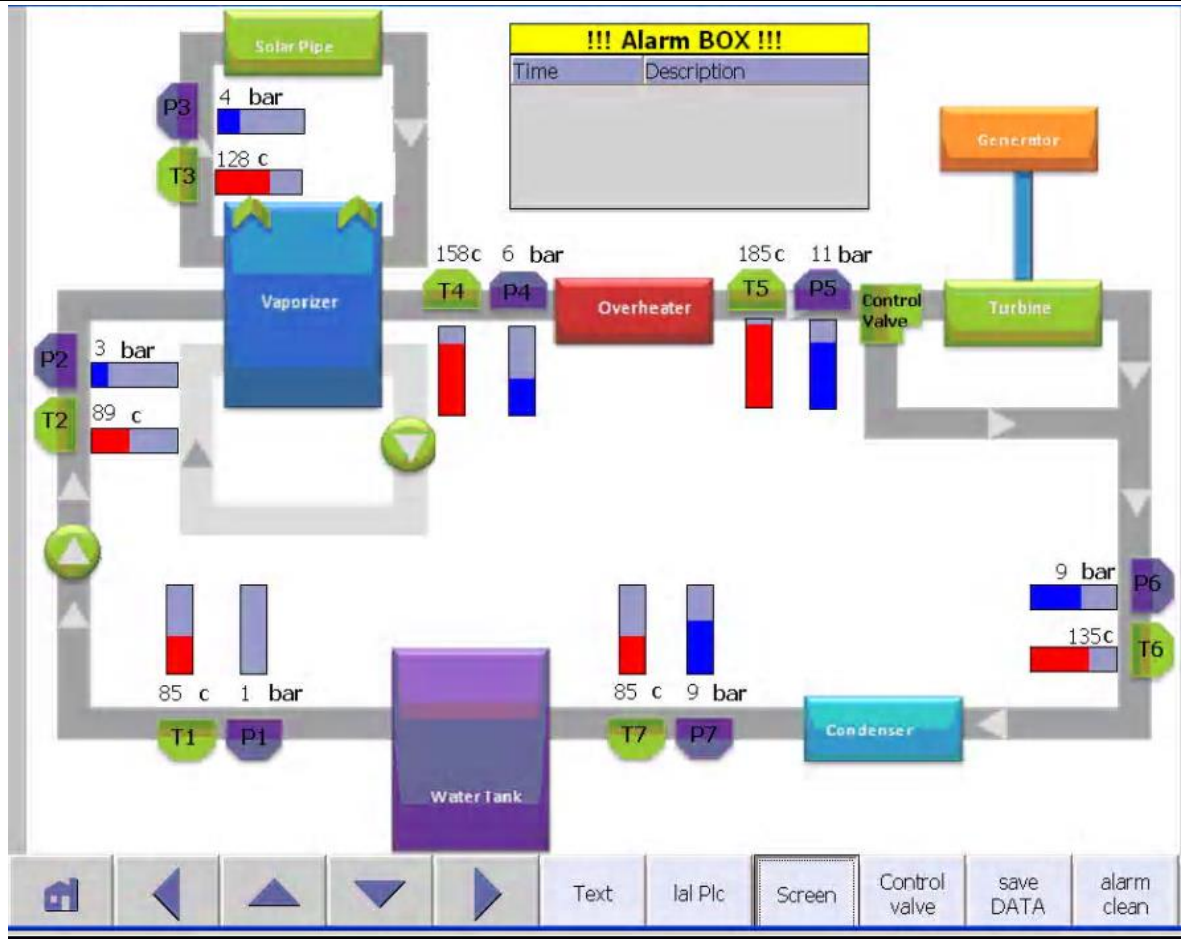 Solar Pipe
!!! Alarm BOX !!!
Time Description
P3
4 bar
T3
128 c
Generator
158c 6 bar
185 c 11 bar
T4 P4
T5 P5
Vaporizer
Overheater
Control
Valve
Turbine
P2
3 bar
T2
89 c
9 bar
P6
135c
T6
85 c 1 bar
85 c 9 bar
T1 P1
T7 P7
Condenser
Water Tank
Text
lal Plc
Screen
Control
valve
save
DATA
alarm
clean